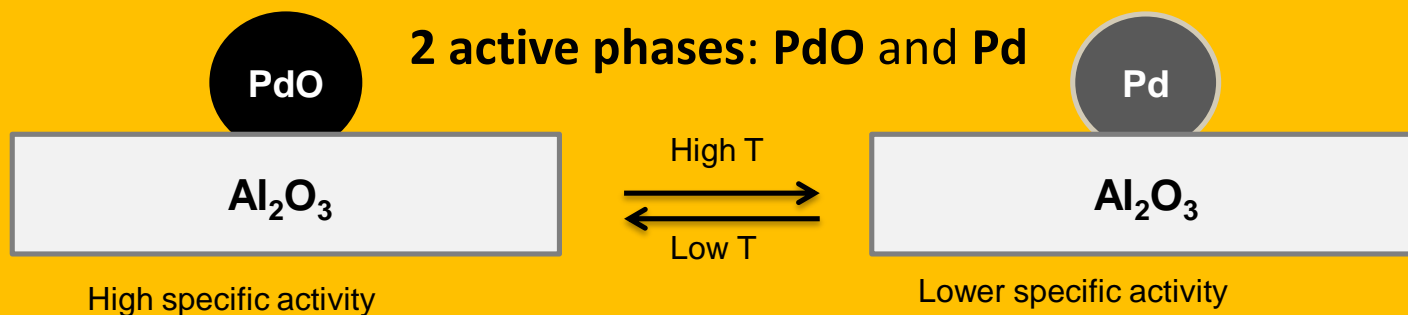 2 active phases: PdO and Pd
PdO
Pd
High T
Al₂O₃
Al₂O₃
Low T
High specific activity
Lower specific activity